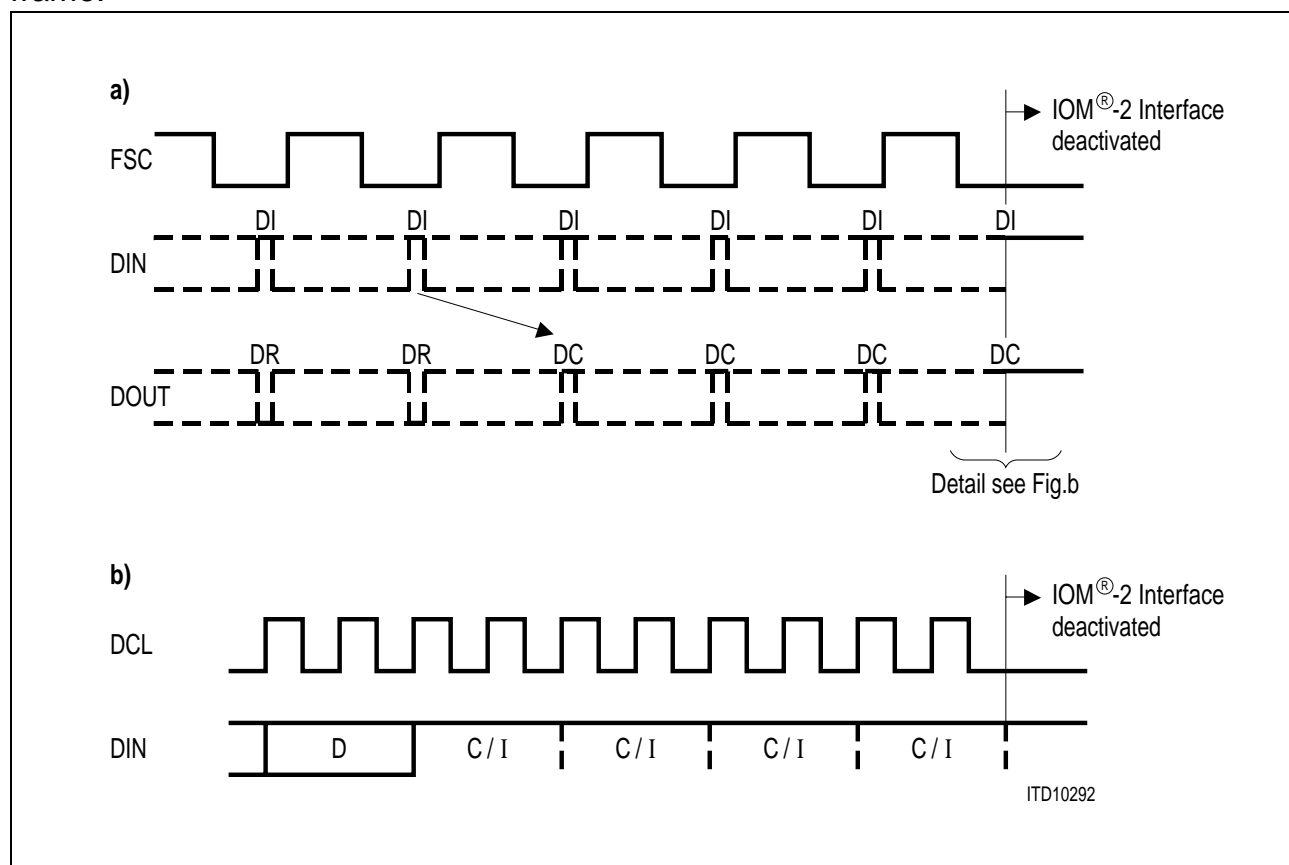 a)
IOM®-2 Interface
deactivated
FSC
DI DI DI DI DI DI
DIN
DR DR DC DC DC DC
DOUT
Detail see Fig.b
b)
IOM®-2 Interface
deactivated
DCL
DIN D C / I C / I C / I C / I
ITD10292